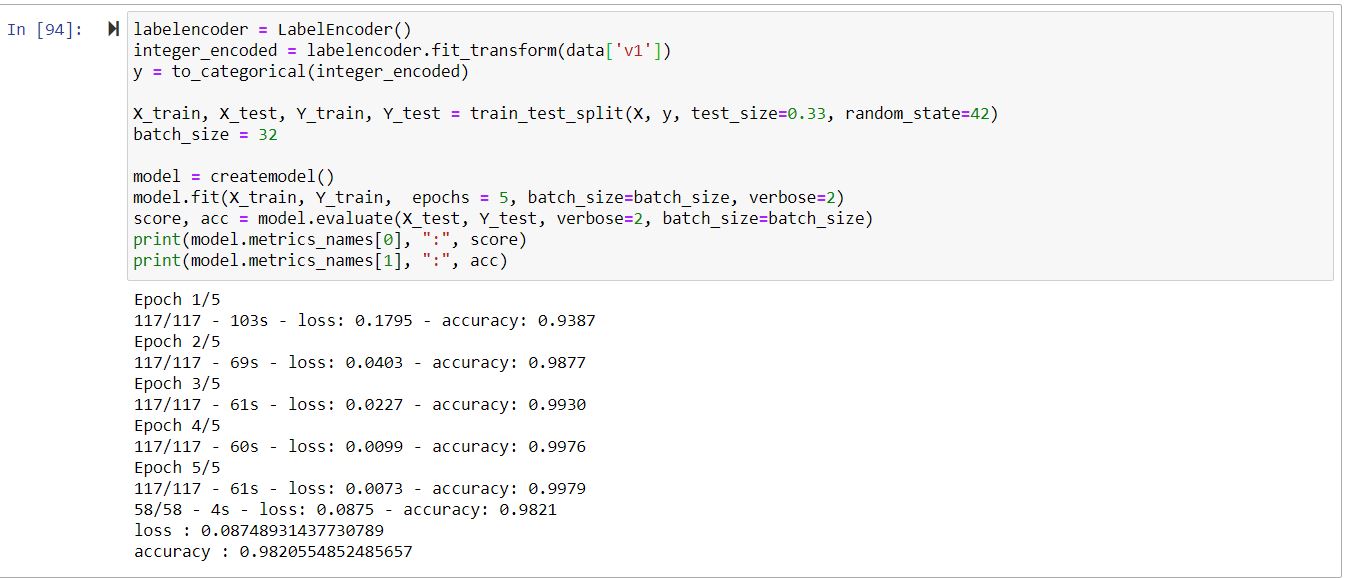 In [94]:
labelencoder = LabelEncoder()
integer_encoded = labelencoder.fit_transform(data['v1'])
y = to_categorical(integer_encoded)
X_train, X_test, Y_train, Y_test = train_test_split(X, y, test_size=0.33, random_state=42)
batch_size = 32
model = createmodel()
model.fit(X_train, Y_train,  epochs = 5, batch_size=batch_size, verbose=2)
score, acc = model.evaluate(X_test, Y_test, verbose=2, batch_size=batch_size)
print(model.metrics_names[0], ":", score)
print(model.metrics_names[1], ":", acc)
Epoch 1/5
117/117 - 103s - loss: 0.1795 - accuracy: 0.9387
Epoch 2/5
117/117 - 69s - loss: 0.0403 - accuracy: 0.9877
Epoch 3/5
117/117 - 61s - loss: 0.0227 - accuracy: 0.9930
Epoch 4/5
117/117 - 60s - loss: 0.0099 - accuracy: 0.9976
Epoch 5/5
117/117 - 61s - loss: 0.0073 - accuracy: 0.9979
58/58 - 4s - loss: 0.0875 - accuracy: 0.9821
loss : 0.08748931437730789
accuracy : 0.9820554852485657